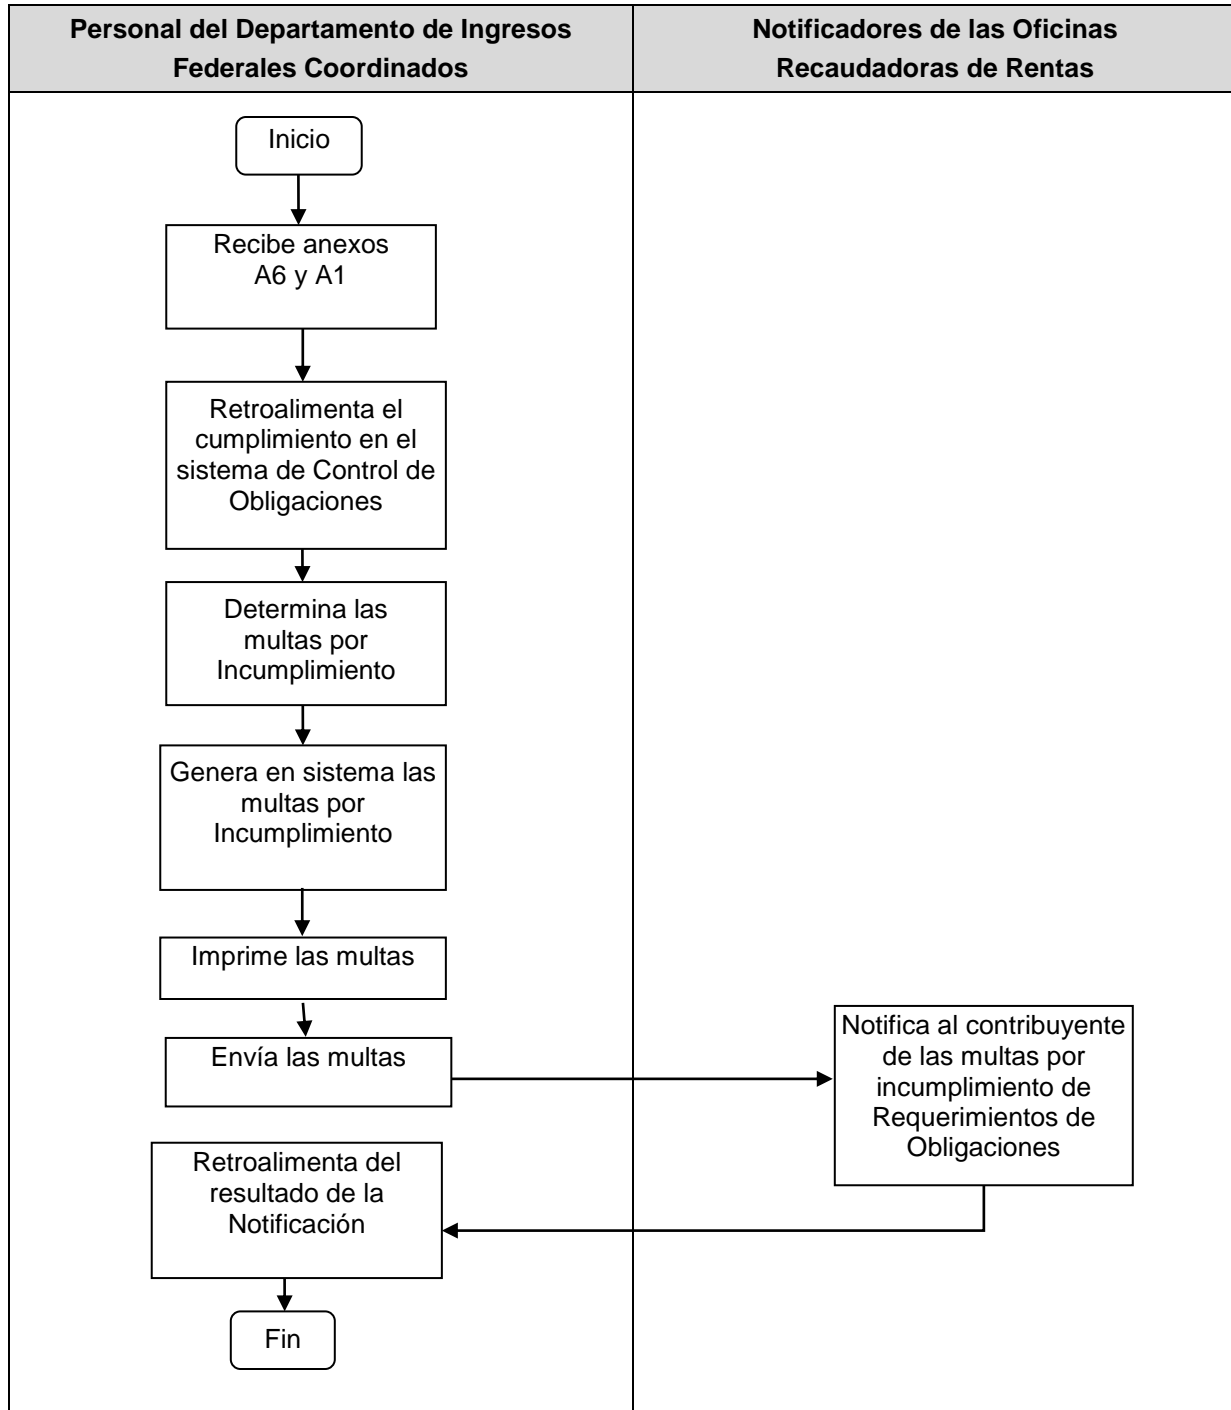 Personal del Departamento de Ingresos
Federales Coordinados
Notificadores de las Oficinas
Recaudadoras de Rentas
Inicio
Recibe anexos
A6 y A1
Retroalimenta el
cumplimiento en el
sistema de Control de
Obligaciones
Determina las
multas por
Incumplimiento
Genera en sistema las
multas por
Incumplimiento
Imprime las multas
Envía las multas
Notifica al contribuyente
de las multas por
incumplimiento de
Requerimientos de
Obligaciones
Retroalimenta del
resultado de la
Notificación
Fin